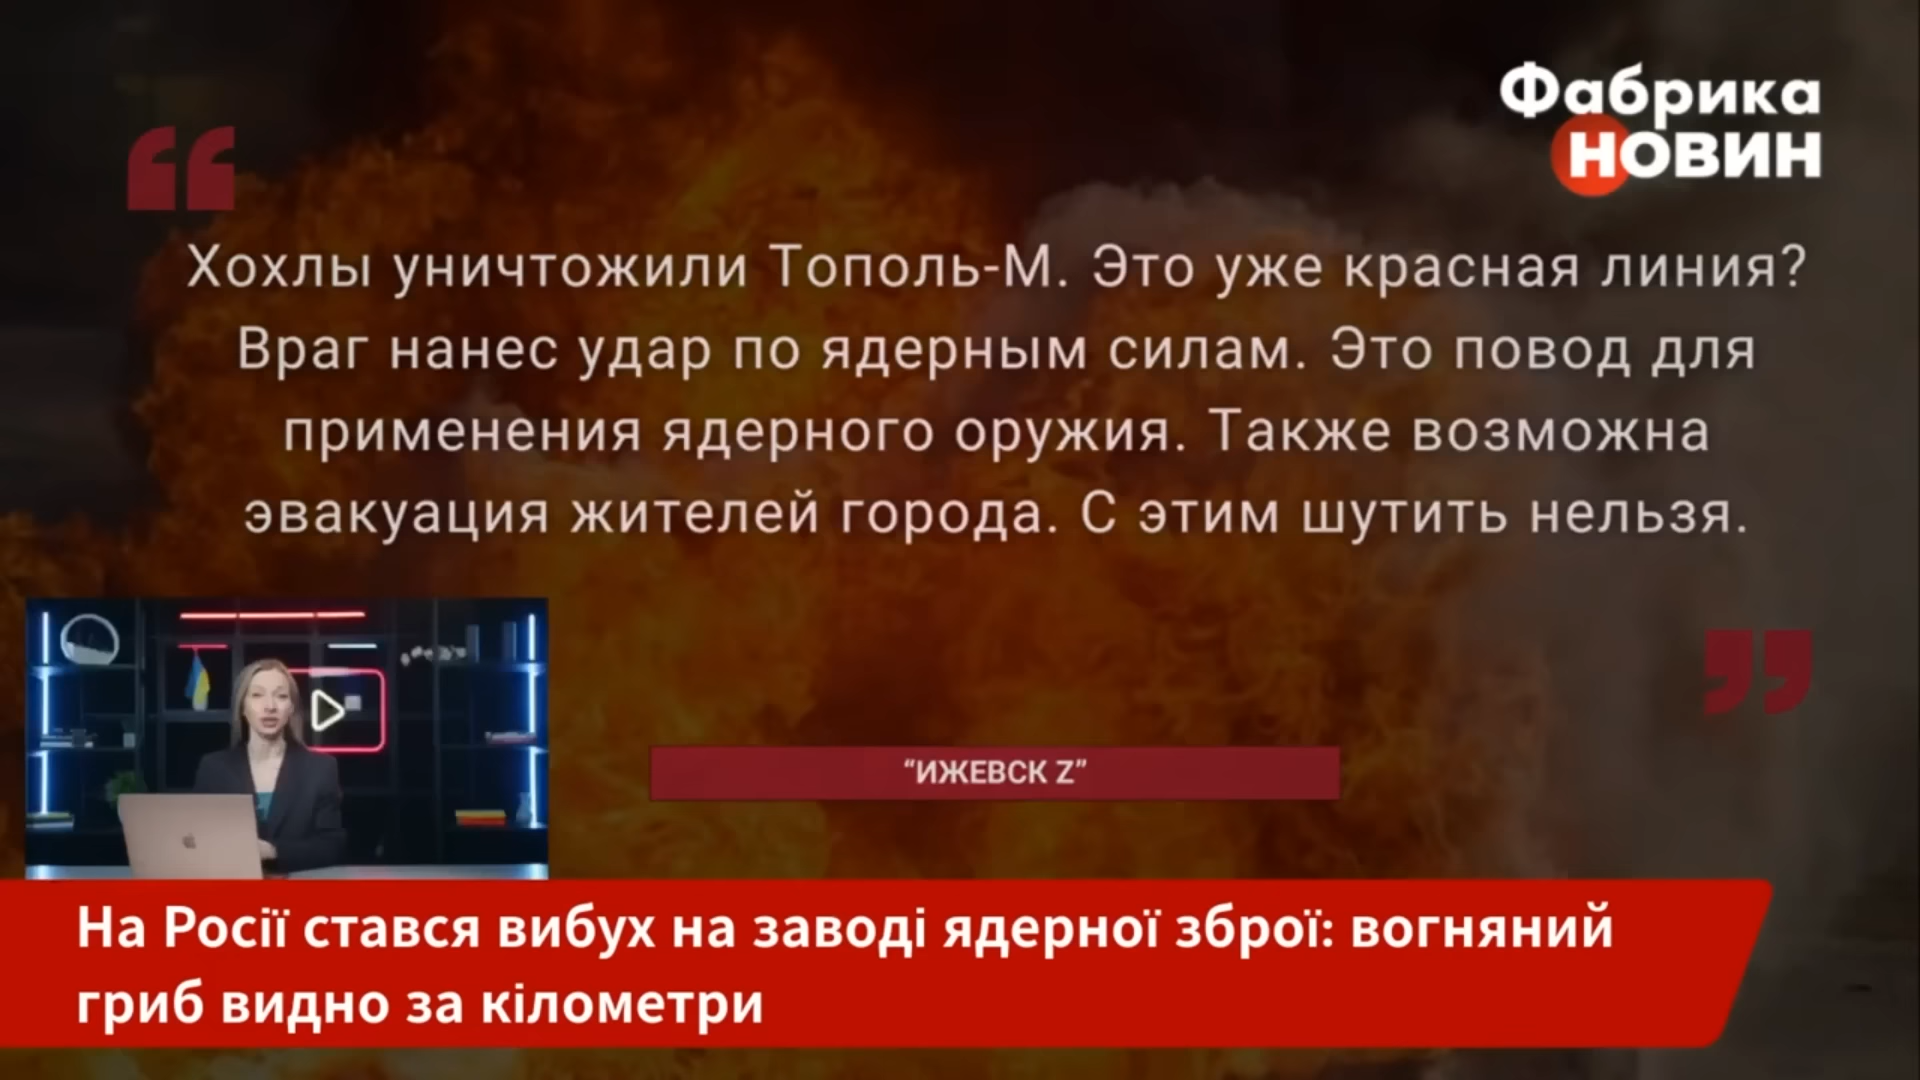 Фабрика
НОВИН
Хохлы уничтожили Тополь-М. Это уже красная линия?
Враг нанес удар по ядерным силам. Это повод для
применения ядерного оружия. Также возможна
эвакуация жителей города. С этим шутить нельзя.
“ИЖЕВСК Z”
На Росії стався вибух на заводі ядерної зброї: вогняний
гриб видно за кілометри